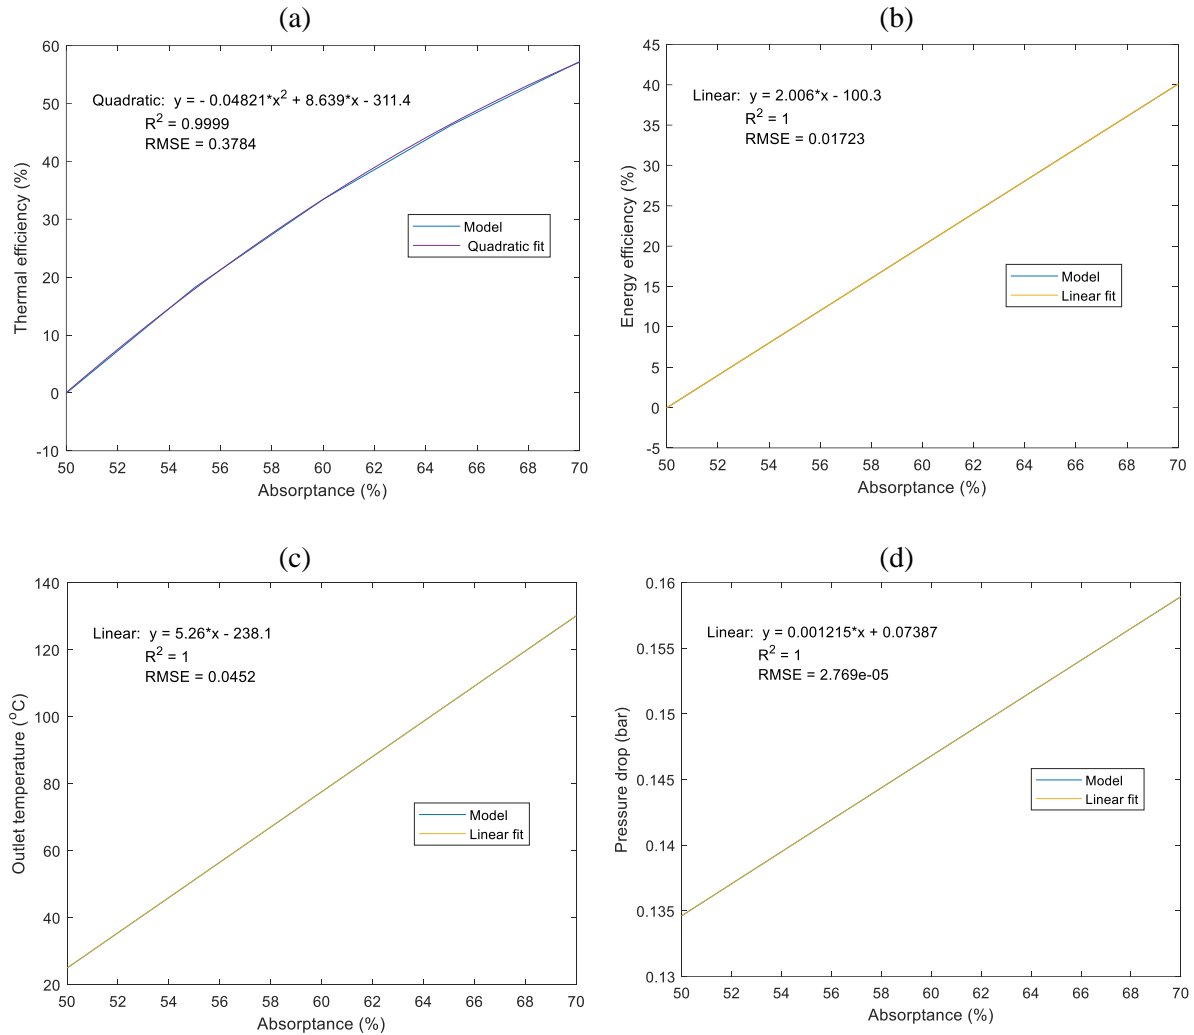 (a)
60
50
40
30
20
10
0
-10
Thermal efficiency (%)
Quadratic:  y = - 0.04821*x² + 8.639*x - 311.4
R² = 0.9999
RMSE = 0.3784
Model
Quadratic fit
50 52 54 56 58 60 62 64 66 68 70
Absorptance (%)
(b)
45
40
35
30
25
20
15
10
5
0
-5
Energy efficiency (%)
Linear:  y = 2.006*x - 100.3
R² = 1
RMSE = 0.01723
Model
Linear fit
50 52 54 56 58 60 62 64 66 68 70
Absorptance (%)
(c)
140
120
100
80
60
40
20
Outlet temperature (°C)
Linear:  y = 5.26*x - 238.1
R² = 1
RMSE = 0.0452
Model
Linear fit
50 52 54 56 58 60 62 64 66 68 70
Absorptance (%)
(d)
0.16
0.155
0.15
0.145
0.14
0.135
0.13
Pressure drop (bar)
Linear:  y = 0.001215*x + 0.07387
R² = 1
RMSE = 2.769e-05
Model
Linear fit
50 52 54 56 58 60 62 64 66 68 70
Absorptance (%)